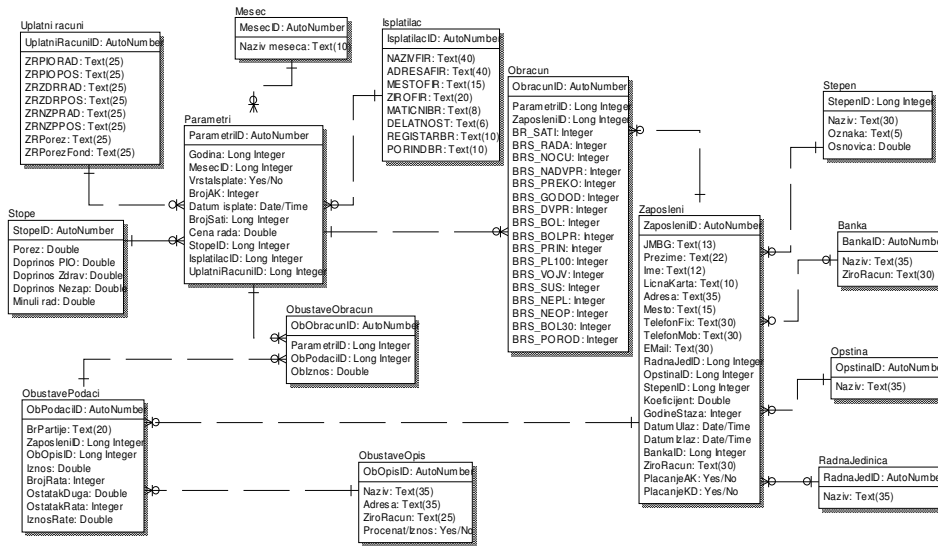 Uplatni racuni
UplatniRacuniID: AutoNumber
ZRPIORAD: Text(25)
ZRPIOPOS: Text(25)
ZRZDRRAD: Text(25)
ZRZDRPOS: Text(25)
ZRNZPRAD: Text(25)
ZRNZPPOS: Text(25)
ZRPorez: Text(25)
ZRPorezFond: Text(25)
Mesec
MesecID: AutoNumber
Naziv meseca: Text(10)
Isplatilac
IsplatilacID: AutoNumber
NAZIVFIR: Text(40)
ADRESAFIR: Text(40)
MESTOFIR: Text(15)
ZIROFIR: Text(20)
MATICNIBR: Text(8)
DELATNOST: Text(6)
REGISTARBR: Text(10)
PORINDBR: Text(10)
Obracun
ObracunID: AutoNumber
ParametriID: Long Integer
ZaposleniID: Long Integer
BR_SATI: Integer
BRS_RADA: Integer
BRS_NOCU: Integer
BRS_NADVPR: Integer
BRS_PREKO: Integer
BRS_GODOD: Integer
BRS_DVPR: Integer
BRS_BOL: Integer
BRS_BOLPR: Integer
BRS_PRIN: Integer
BRS_PL100: Integer
BRS_VOJV: Integer
BRS_SUS: Integer
BRS_NEPL: Integer
BRS_NEOP: Integer
BRS_BOL30: Integer
BRS_POROD: Integer
Stepen
StepenID: Long Integer
Naziv: Text(30)
Oznaka: Text(5)
Osnovica: Double
Parametri
ParametriID: AutoNumber
Godina: Long Integer
MesecID: Long Integer
VrstaIsplate: Yes/No
BrojAK: Integer
Datum isplate: Date/Time
BrojSati: Long Integer
Cena rada: Double
StopeID: Long Integer
IsplatilacID: Long Integer
UplatniRacuniID: Long Integer
Stope
StopeID: AutoNumber
Porez: Double
Doprinos PIO: Double
Doprinos Zdrav: Double
Doprinos Nezap: Double
Minuli rad: Double
Zaposleni
ZaposleniID: AutoNumber
JMBG: Text(13)
Prezime: Text(22)
Ime: Text(12)
LicnaKarta: Text(10)
Adresa: Text(35)
Mesto: Text(15)
TelefonFix: Text(30)
TelefonMob: Text(30)
EMail: Text(30)
RadnaJedID: Long Integer
OpstinaID: Long Integer
StepenID: Long Integer
Koeficijent: Double
GodineStaza: Integer
DatumUlaz: Date/Time
DatumIzlaz: Date/Time
BankaID: Long Integer
ZiroRacun: Text(30)
PlacanjeAK: Yes/No
PlacanjeKD: Yes/No
Banka
BankaID: AutoNumber
Naziv: Text(35)
ZiroRacun: Text(30)
ObustaveObracun
ObObracunID: AutoNumber
ParametriID: Long Integer
ObPodaciID: Long Integer
ObIznos: Double
Opstina
OpstinaID: AutoNumber
Naziv: Text(35)
ObustavePodaci
ObPodaciID: AutoNumber
BrPartije: Text(20)
ZaposleniID: Long Integer
ObOpisID: Long Integer
Iznos: Double
BrojRata: Integer
OstatakDuga: Double
OstatakRata: Integer
IznosRate: Double
ObustaveOpis
ObOpisID: AutoNumber
Naziv: Text(35)
Adresa: Text(35)
ZiroRacun: Text(25)
Procenat/Iznos: Yes/No
RadnaJedinica
RadnaJedID: AutoNumber
Naziv: Text(35)